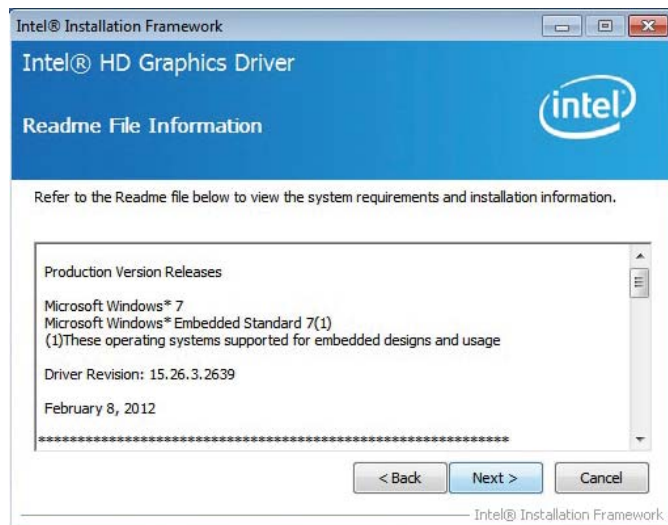 Intel® Installation Framework
Intel® HD Graphics Driver
Readme File Information
intel®
Refer to the Readme file below to view the system requirements and installation information.
Production Version Releases
Microsoft Windows* 7
Microsoft Windows* Embedded Standard 7(1)
(1)These operating systems supported for embedded designs and usage
Driver Revision: 15.26.3.2639
February 8, 2012
************************************************************
< Back Next > Cancel
Intel® Installation Framework